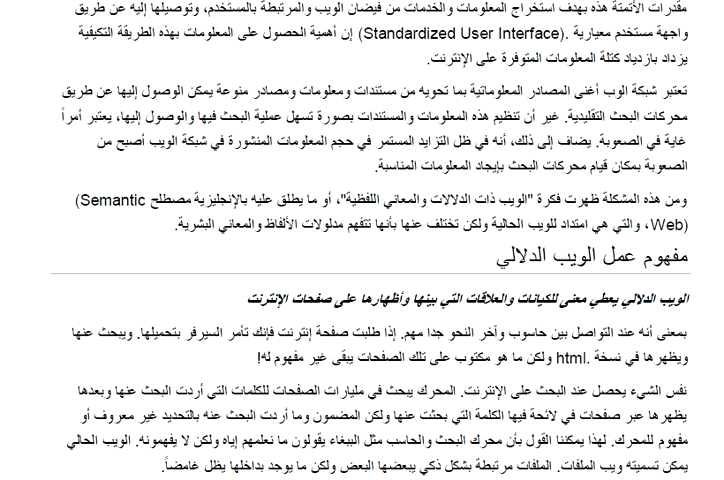 مقدرات الأتمتة هذه بهدف استخراج المعلومات والخدمات من فيضان الويب والمرتبطة بالمستخدم، وتوصيلها إليه عن طريق
واجهة مستخدم معيارية .(Standardized User Interface) إن أهمية الحصول على المعلومات بهذه الطريقة التكيفية
يزداد بازدياد كتلة المعلومات المتوفرة على الإنترنت.
تعتبر شبكة الوب أغنى المصادر المعلوماتية بما تحويه من مستندات ومعلومات ومصادر منوعة يمكن الوصول إليها عن طريق
محركات البحث التقليدية. غير أن تنظيم هذه المعلومات والمستندات بصورة تسهل عملية البحث فيها والوصول إليها، يعتبر أمراً
غاية في الصعوبة. يضاف إلى ذلك، أنه في ظل التزايد المستمر في حجم المعلومات المنشورة في شبكة الويب أصبح من
الصعوبة بمكان قيام محركات البحث بإيجاد المعلومات المناسبة.
ومن هذه المشكلة ظهرت فكرة "الويب ذات الدلالات والمعاني اللفظية"، أو ما يطلق عليه بالإنجليزية مصطلح Semantic)
(Web، والتي هي امتداد للويب الحالية ولكن تختلف عنها بأنها تتفهم مدلولات الألفاظ والمعاني البشرية.
مفهوم عمل الويب الدلالي
الويب الدلالي يعطي معنى للكيانات والعلاقات التي بينها وأظهارها على صفحات الإنترنت
بمعنى أنه عند التواصل بين حاسوب وآخر النحو جدا مهم. إذا طلبت صفحة إنترنت فإنك تأمر السيرفر بتحميلها. ويبحث عنها
ويظهرها في نسخة .html ولكن ما هو مكتوب على تلك الصفحات يبقى غير مفهوم له!
نفس الشيء يحصل عند البحث على الإنترنت. المحرك يبحث في مليارات الصفحات للكلمات التي أردت البحث عنها وبعدها
يظهرها عبر صفحات في لائحة فيها الكلمة التي بحثت عنها ولكن المضمون وما أردت البحث عنه بالتحديد غير معروف أو
مفهوم للمحرك. لهذا يمكننا القول بأن محرك البحث والحاسب مثل الببغاء يقولون ما نعلمهم إياه ولكن لا يفهمونه. الويب الحالي
يمكن تسميته ويب الملفات. الملفات مرتبطة بشكل ذكي يبعضها البعض ولكن ما يوجد بداخلها يظل غامضاً.